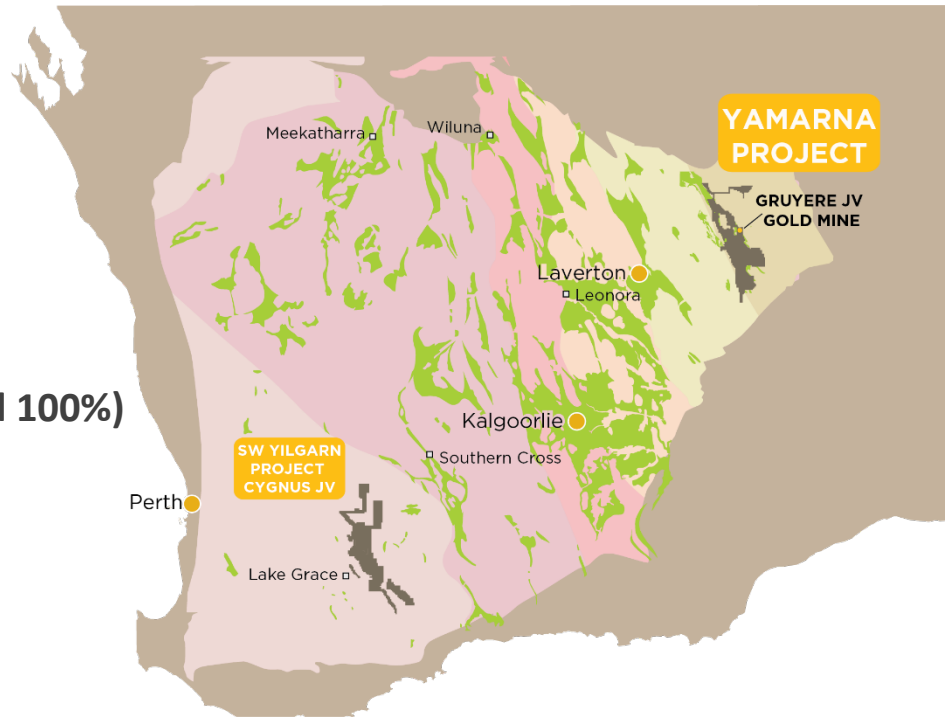 Meekatharra
Wiluna
YAMARNA
PROJECT
GRUYERE JV
GOLD MINE
Laverton
Leonora
100%)
Kalgoorlie
SW YILGARN
PROJECT
CYGNUS JV
Southern Cross
Perth
Lake Grace